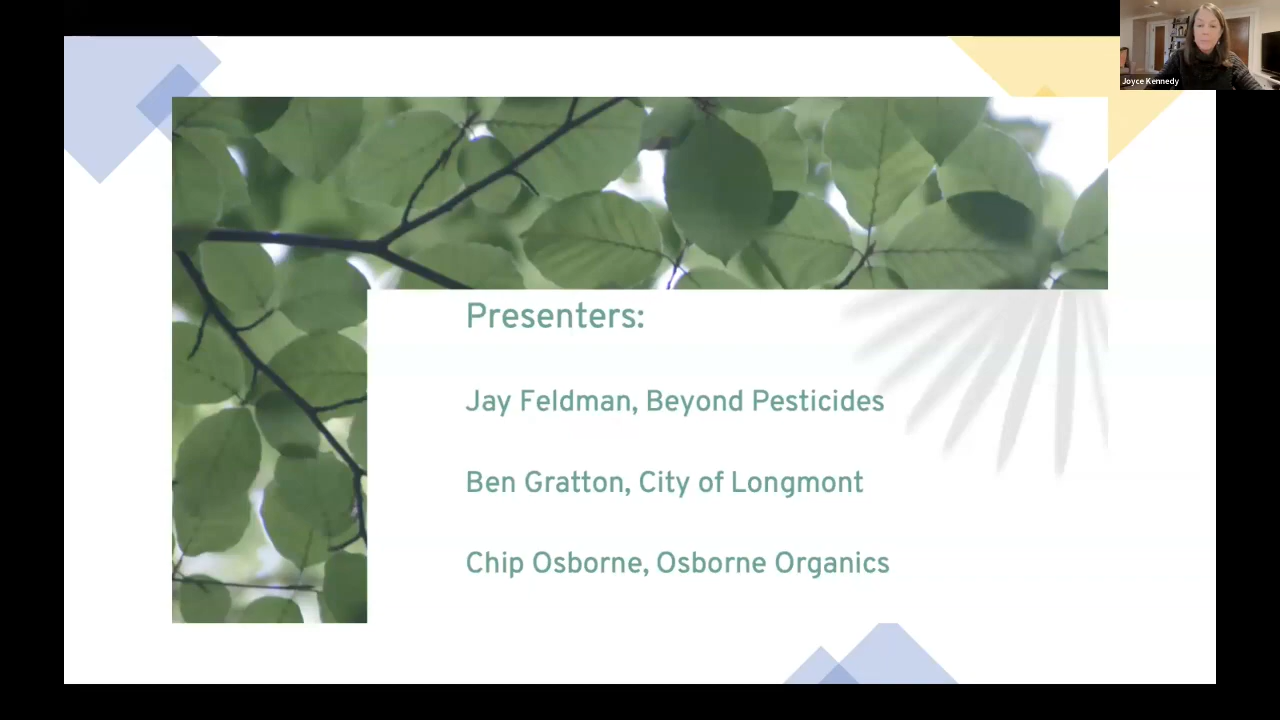 Joyce Kennedy
Presenters:
Jay Feldman, Beyond Pesticides
Ben Gratton, City of Longmont
Chip Osborne, Osborne Organics